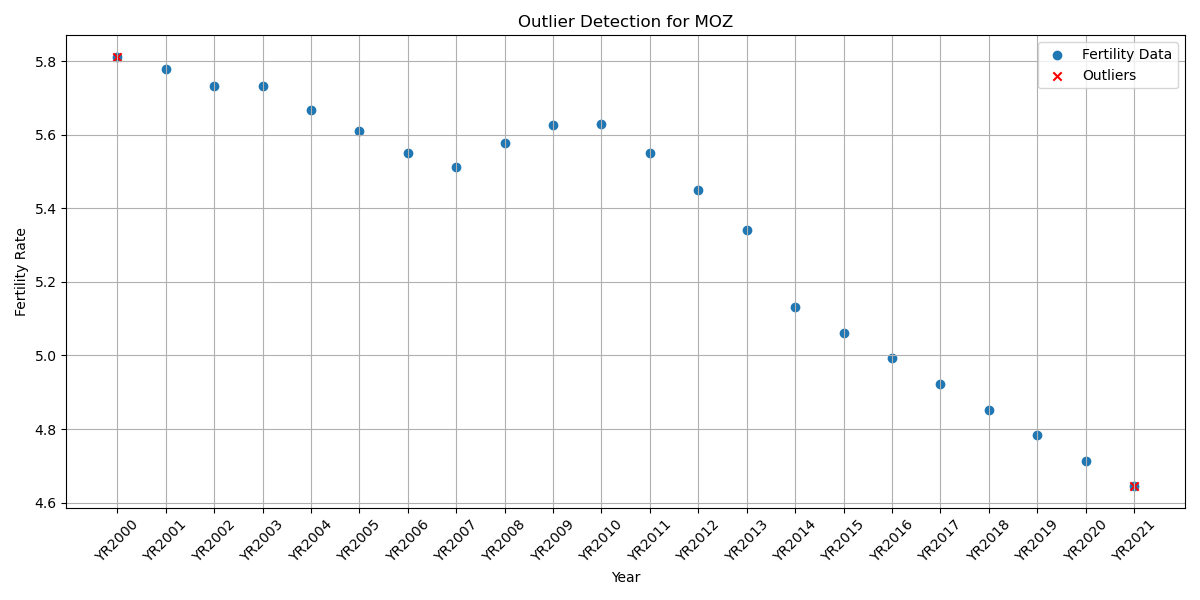 Outlier Detection for MOZ
Fertility Data
Outliers
Fertility Rate
5.8
5.6
5.4
5.2
5.0
4.8
4.6
YR2000
YR2001
YR2002
YR2003
YR2004
YR2005
YR2006
YR2007
YR2008
YR2009
YR2010
YR2011
YR2012
YR2013
YR2014
YR2015
YR2016
YR2017
YR2018
YR2019
YR2020
YR2021
Year